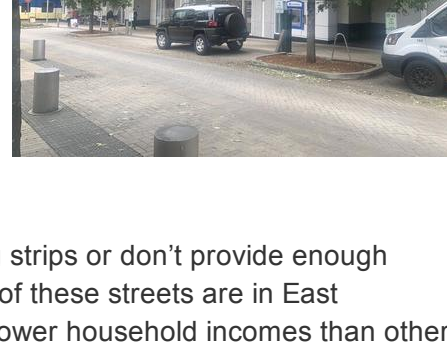 strips or don’t provide enough
of these streets are in East
ower household incomes than other